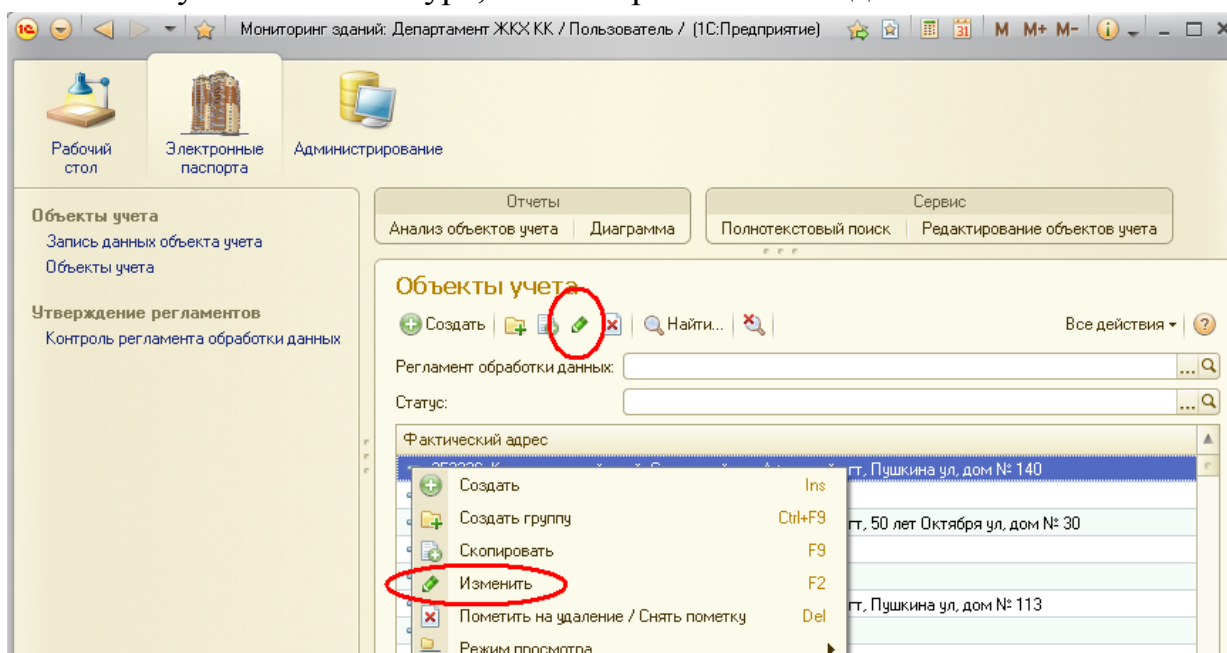 Мониторинг зданий: Департамент ЖКХ КК / Пользователь / (1С:Предприятие)
31 M M+ M-
Рабочий стол
Электронные паспорта
Администрирование
Объекты учета
Запись данных объекта учета
Объекты учета
Утверждение регламентов
Контроль регламента обработки данных
Отчеты
Анализ объектов учета Диаграмма
Сервис
Полнотекстовый поиск Редактирование объектов учета
Объекты учета
Создать Найти... Все действия
Регламент обработки данных:
Статус:
Фактический адрес
гт, Пушкина ул, дом № 140
Создать Ins
Создать группу Ctrl+F9
гт, 50 лет Октября ул, дом № 30
Скопировать F9
Изменить F2
гт, Пушкина ул, дом № 113
Пометить на удаление / Снять пометку Del
Режим просмотра